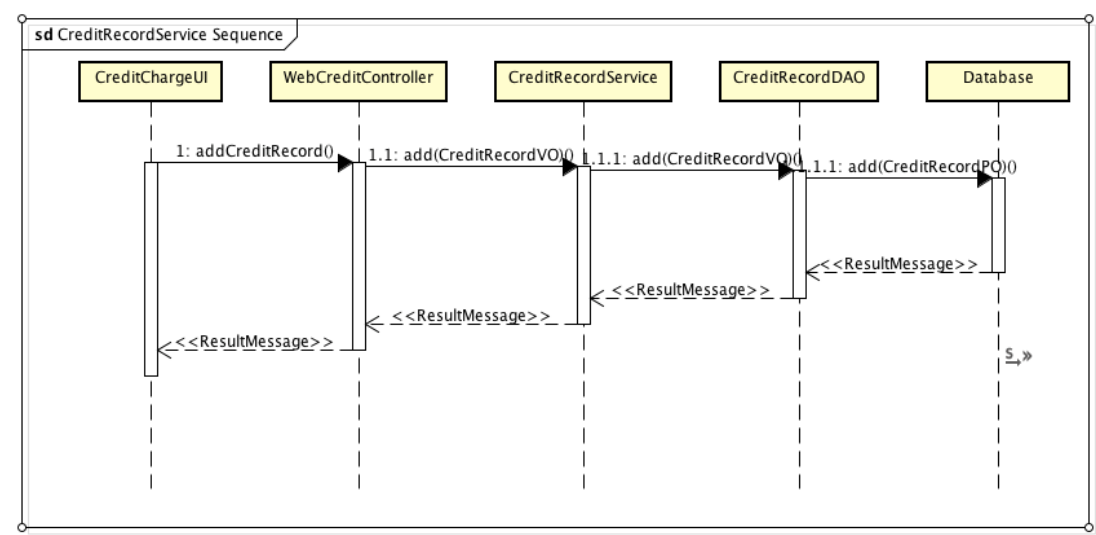 sd CreditRecordService Sequence
CreditChargeUI
WebCreditController
CreditRecordService
CreditRecordDAO
Database
1: addCreditRecord()
1.1: add(CreditRecordVO)()
1.1.1: add(CreditRecordVO)()
1.1.1: add(CreditRecordPO)()
<<ResultMessage>>
<<ResultMessage>>
<<ResultMessage>>
<<ResultMessage>>
S